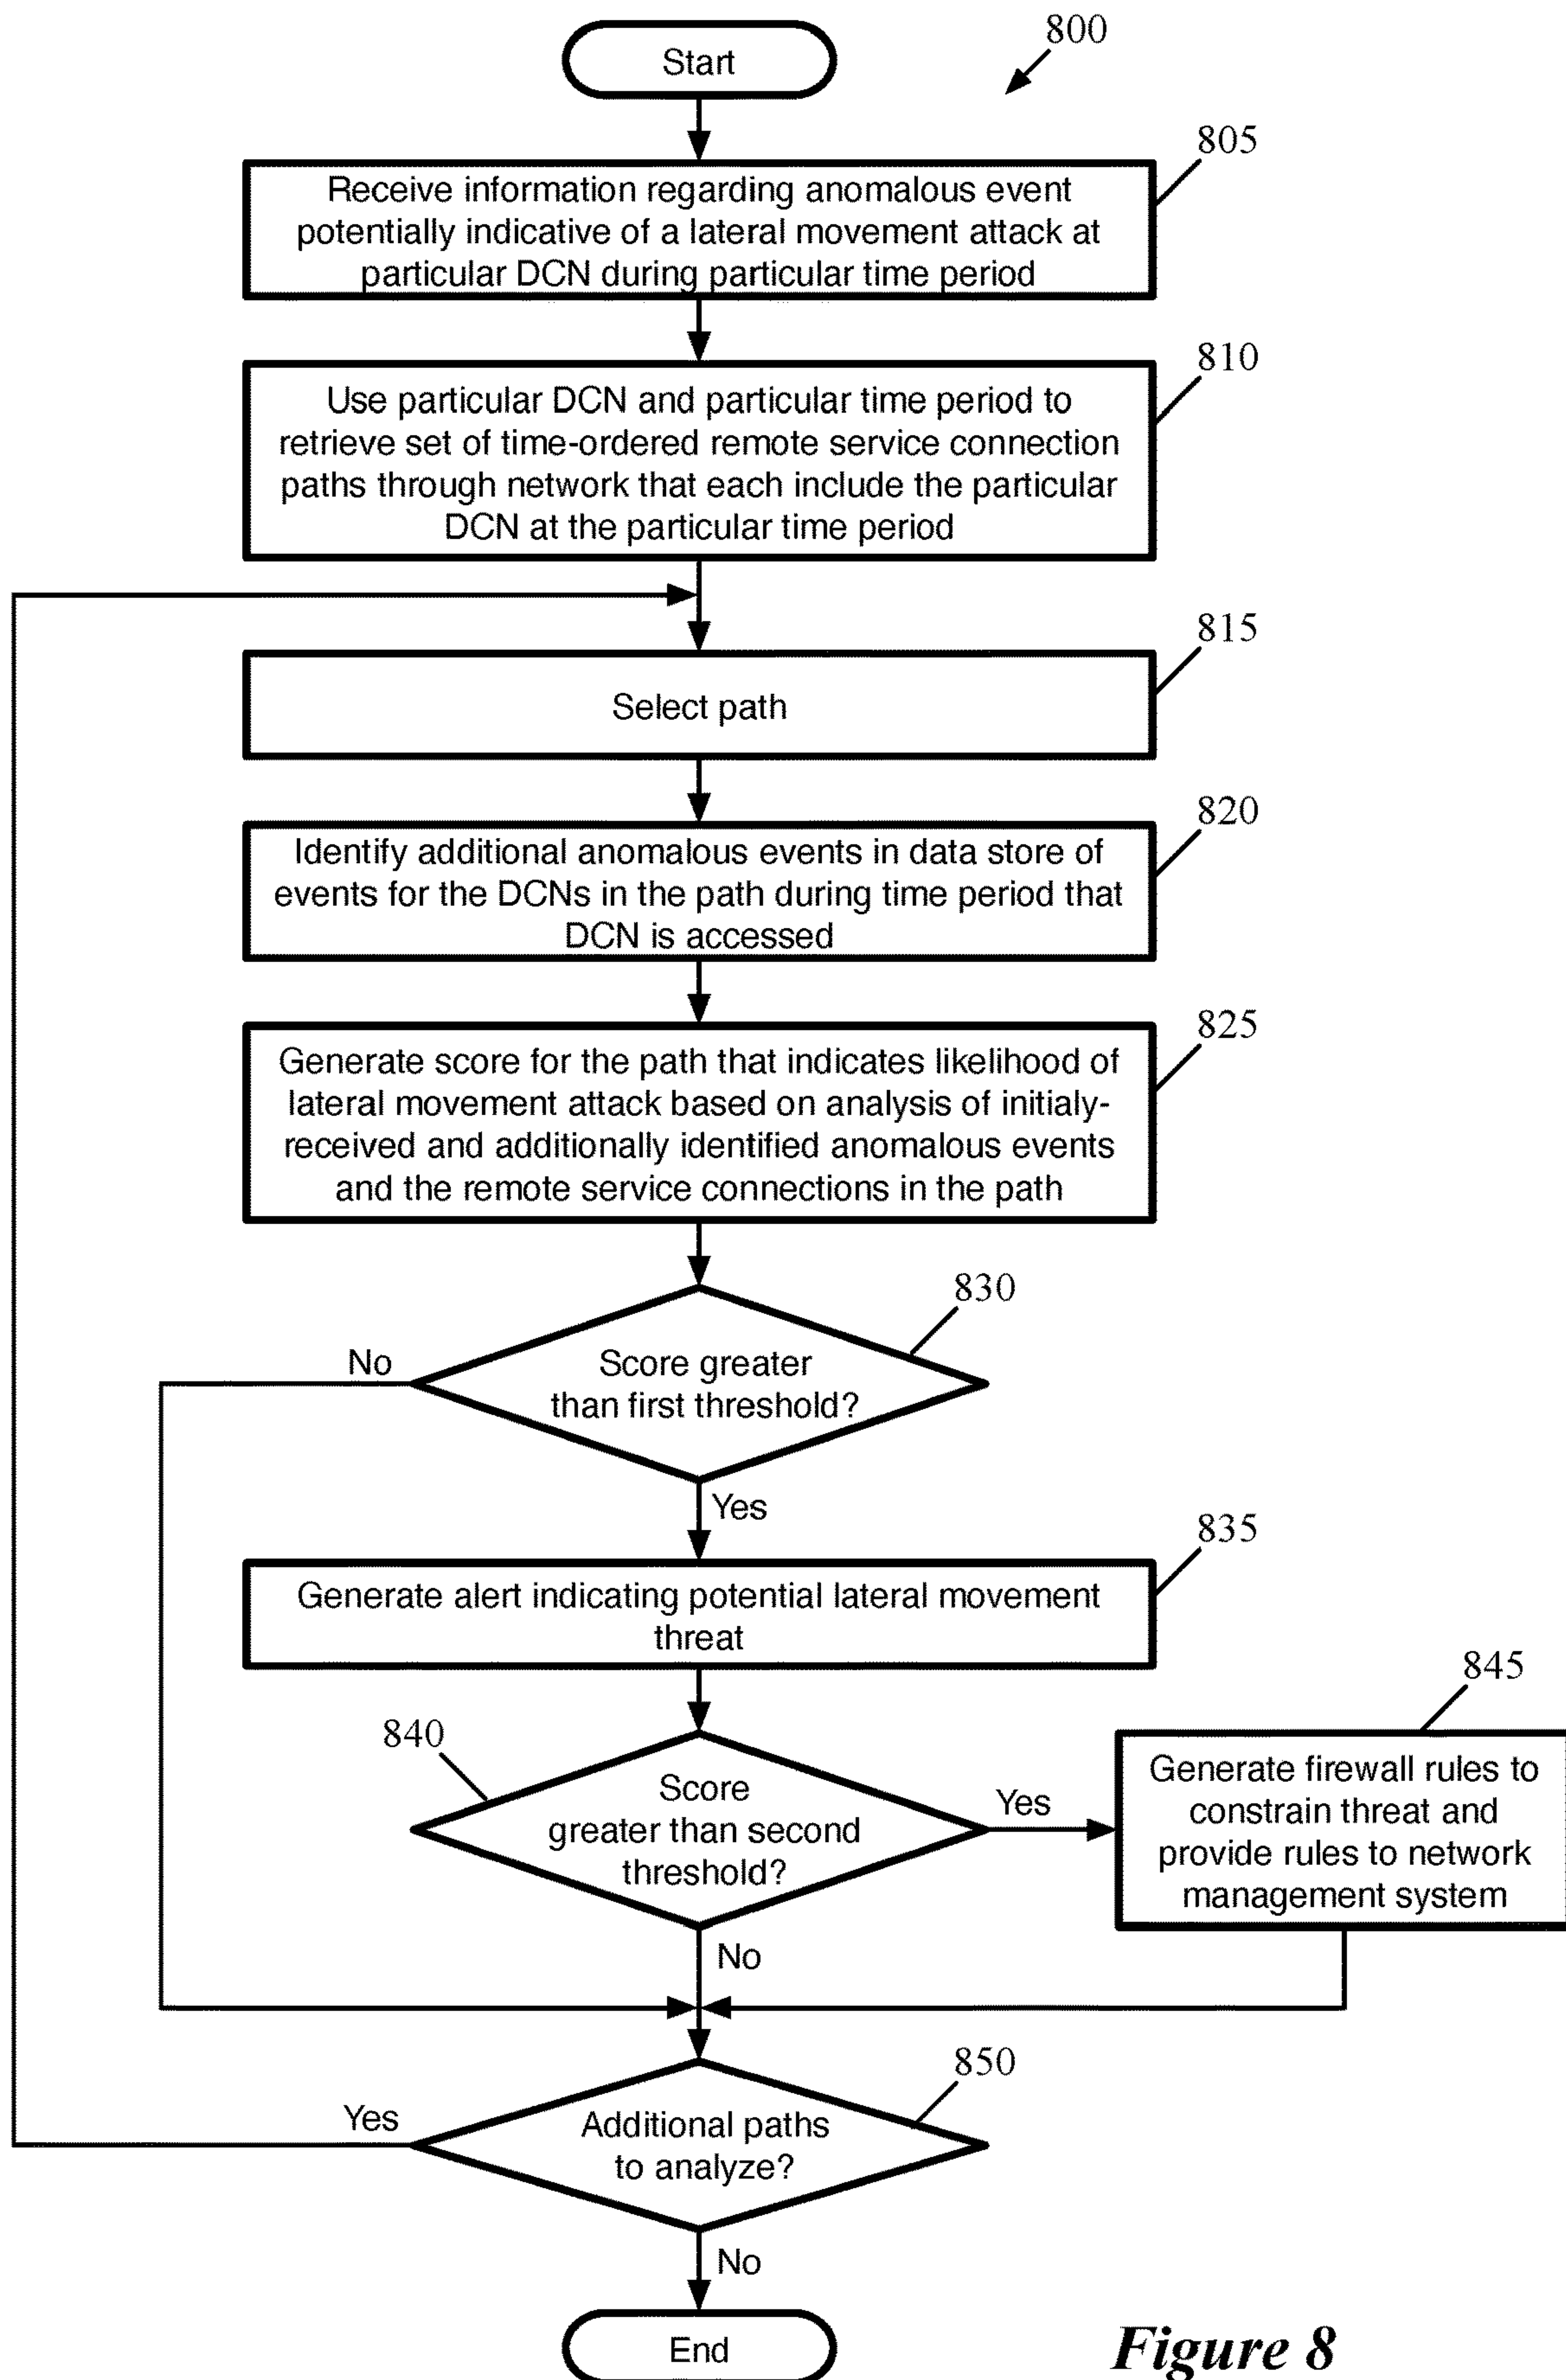 Start
800
805
Receive information regarding anomalous event
potentially indicative of a lateral movement attack at
particular DCN during particular time period
810
Use particular DCN and particular time period to
retrieve set of time-ordered remote service connection
paths through network that each include the particular
DCN at the particular time period
815
Select path
820
Identify additional anomalous events in data store of
events for the DCNs in the path during time period that
DCN is accessed
825
Generate score for the path that indicates likelihood of
lateral movement attack based on analysis of initialy-
received and additionally identified anomalous events
and the remote service connections in the path
830
Score greater
than first threshold?
No
Yes
835
Generate alert indicating potential lateral movement
threat
840
Score
greater than second
threshold?
Yes
845
Generate firewall rules to
constrain threat and
provide rules to network
management system
No
850
Additional paths
to analyze?
Yes
No
End
Figure 8